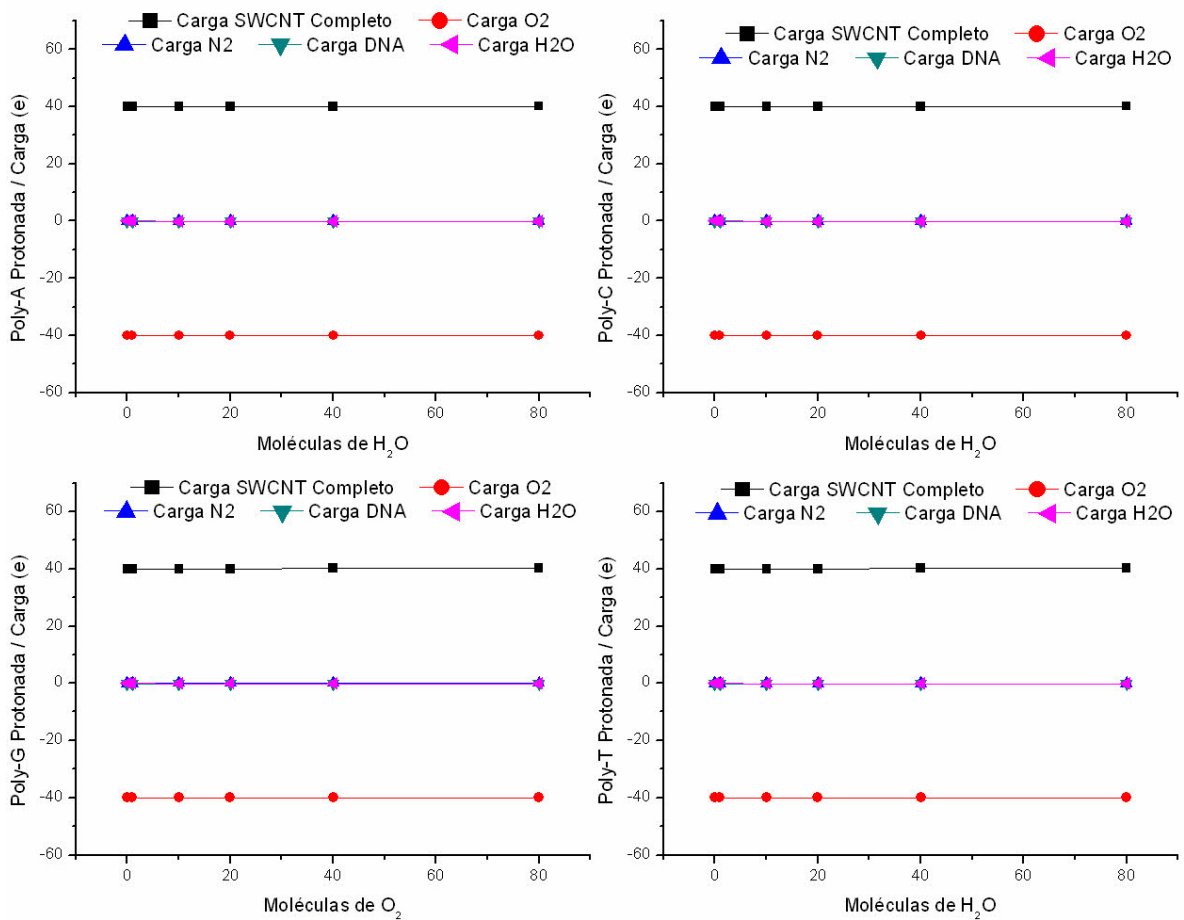 Carga SWCNT Completo Carga O2
Carga N2 Carga DNA Carga H2O
Poly-A Protonada / Carga (e)
60
40
20
0
-20
-40
-60
0 20 40 60 80
Moléculas de H₂O
Carga SWCNT Completo Carga O2
Carga N2 Carga DNA Carga H2O
Poly-C Protonada / Carga (e)
60
40
20
0
-20
-40
-60
0 20 40 60 80
Moléculas de H₂O
Carga SWCNT Completo Carga O2
Carga N2 Carga DNA Carga H2O
Poly-G Protonada / Carga (e)
60
40
20
0
-20
-40
-60
0 20 40 60 80
Moléculas de O₂
Carga SWCNT Completo Carga O2
Carga N2 Carga DNA Carga H2O
Poly-T Protonada / Carga (e)
60
40
20
0
-20
-40
-60
0 20 40 60 80
Moléculas de H₂O